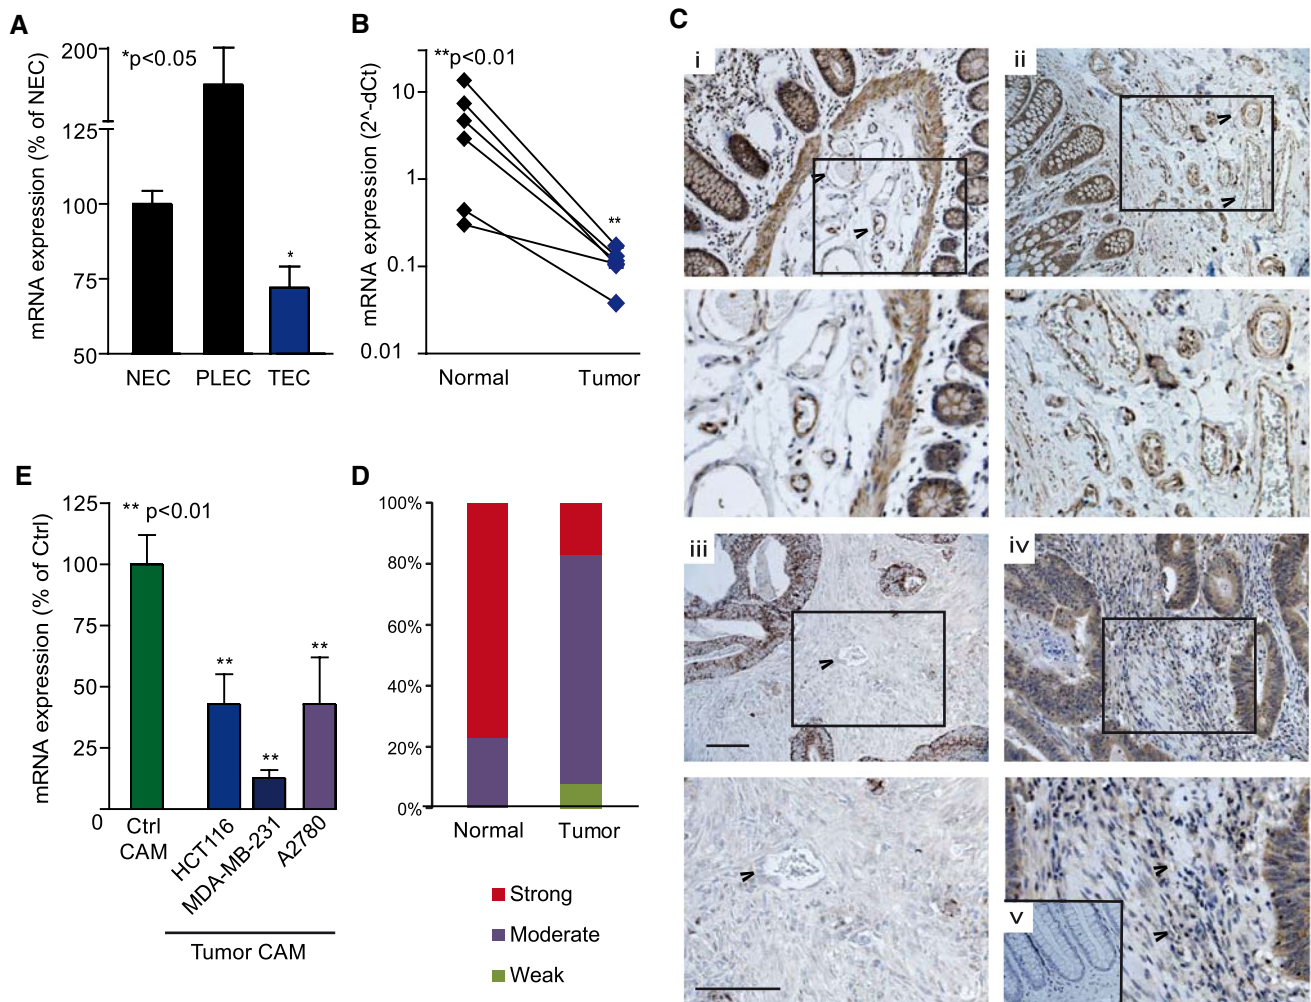 A
mRNA expression (% of NEC)
200
125
100
75
50
*p<0.05
*
NEC PLEC TEC
B
mRNA expression (2^-dCt)
10
1
0.1
0.01
**p<0.01
**
Normal Tumor
C
i
ii
iii
iv
v
E
mRNA expression (% of Ctrl)
125
100
75
50
25
0
** p<0.01
**
**
**
Ctrl
CAM
HCT116
MDA-MB-231
A2780
Tumor CAM
D
100%
80%
60%
40%
20%
0%
Normal Tumor
Strong
Moderate
Weak